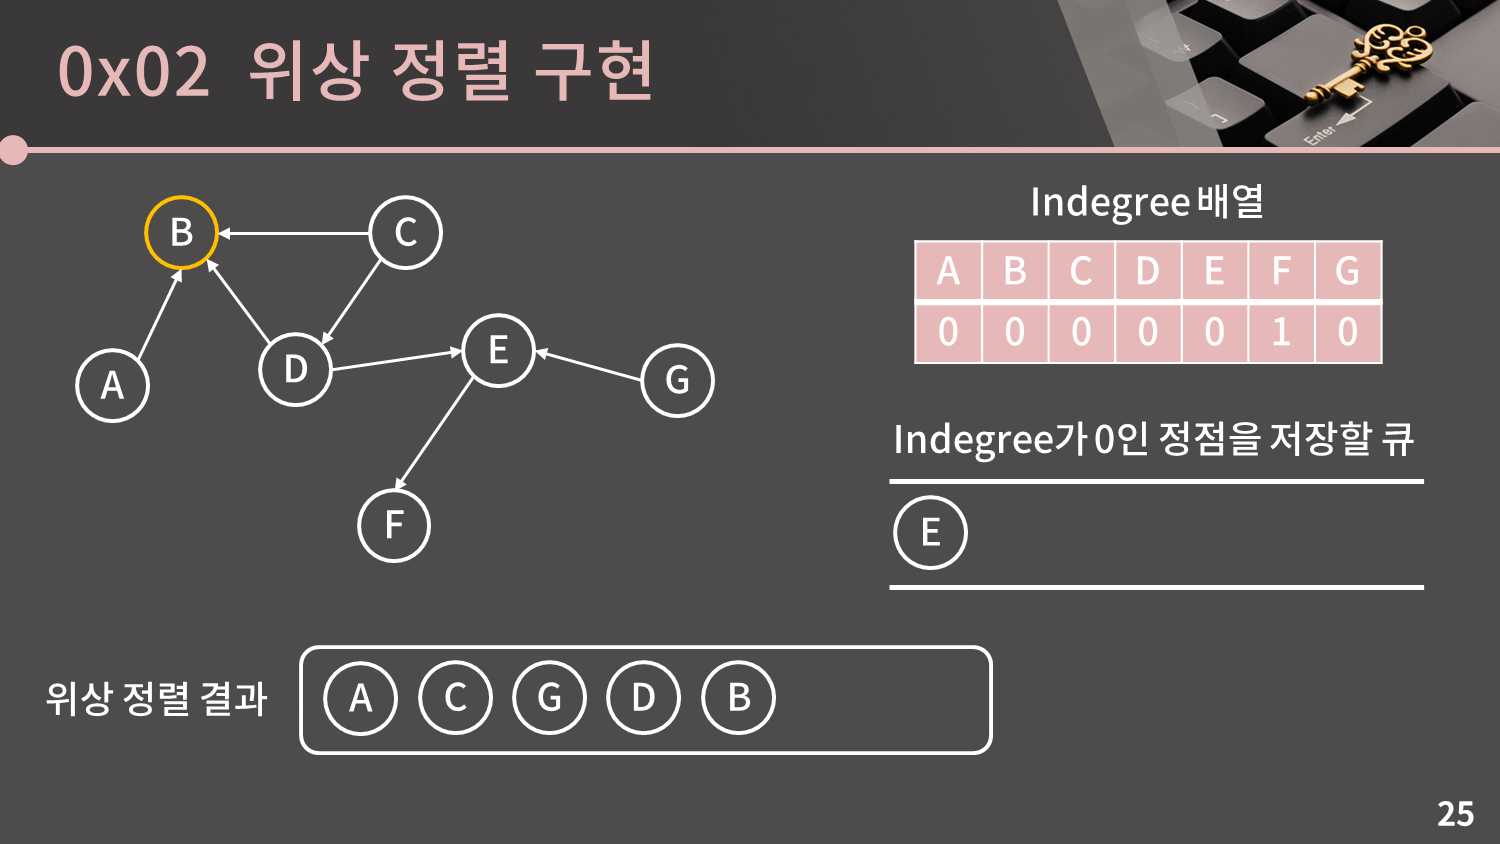 0x02 위상 정렬 구현
Enter
B
C
A
D
E
G
F
Indegree 배열
A B C D E F G
0 0 0 0 0 1 0
Indegree가 0인 정점을 저장할 큐
E
위상 정렬 결과
A C G D B
25